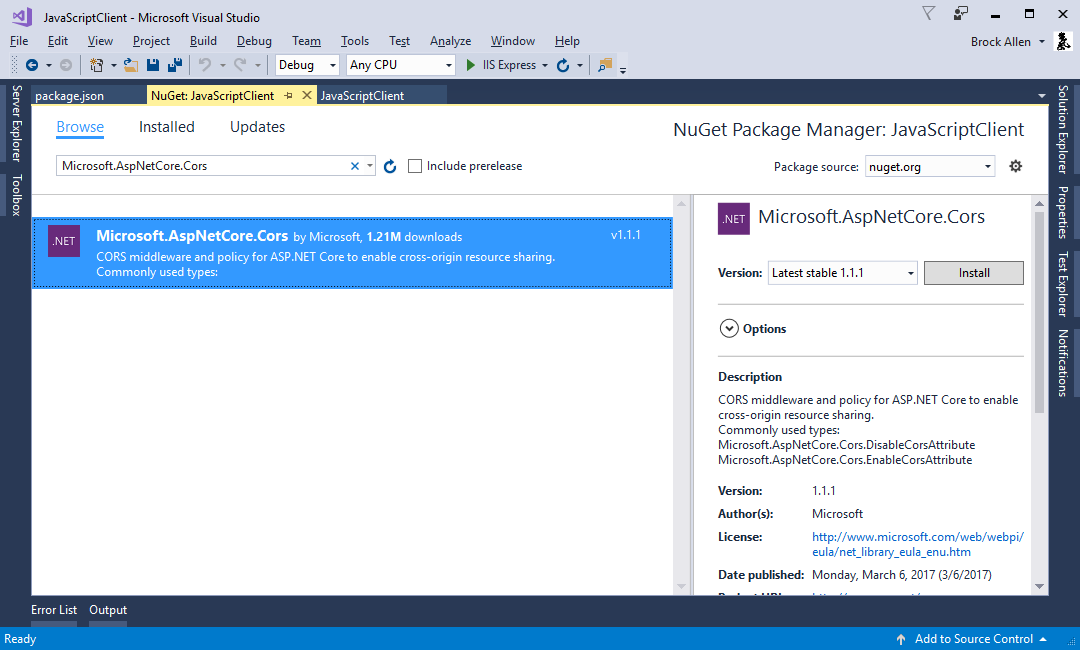 JavaScriptClient - Microsoft Visual Studio
File Edit View Project Build Debug Team Tools Test Analyze Window Help
Brock Allen
Debug Any CPU IIS Express
Server Explorer
Toolbox
package.json NuGet: JavaScriptClient JavaScriptClient
Browse Installed Updates
NuGet Package Manager: JavaScriptClient
Microsoft.AspNetCore.Cors
Include prerelease
Package source: nuget.org
.NET
Microsoft.AspNetCore.Cors by Microsoft, 1.21M downloads
v1.1.1
CORS middleware and policy for ASP.NET Core to enable cross-origin resource sharing.
Commonly used types:
.NET
Microsoft.AspNetCore.Cors
Version: Latest stable 1.1.1 Install
Options
Description
CORS middleware and policy for ASP.NET Core to enable
cross-origin resource sharing.
Commonly used types:
Microsoft.AspNetCore.Cors.DisableCorsAttribute
Microsoft.AspNetCore.Cors.EnableCorsAttribute
Version: 1.1.1
Author(s): Microsoft
License: http://www.microsoft.com/web/webpi/
eula/net_library_eula_enu.htm
Date published: Monday, March 6, 2017 (3/6/2017)
Solution Explorer
Properties
Test Explorer
Notifications
Error List Output
Ready
Add to Source Control